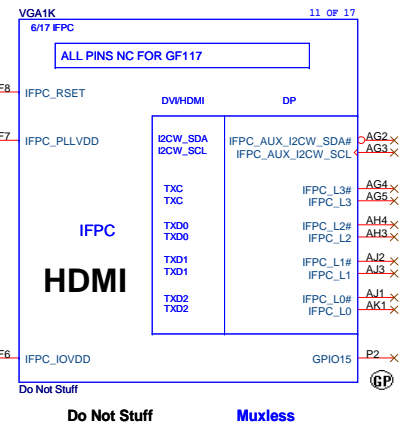 VGA1K 11 OF 17
6/17 IFPC
ALL PINS NC FOR GF117
IFPC_RSET
DVI/HDMI DP
F7 IFPC_PLLVDD I2CW_SDA IFPC_AUX_I2CW_SDA# AG2
I2CW_SCL IFPC_AUX_I2CW_SCL AG3
TXC IFPC_L3# AG4
TXC IFPC_L3 AG5
TXD0 IFPC_L2# AH4
IFPC TXD0 IFPC_L2 AH3
TXD1 IFPC_L1# AJ2
HDMI TXD1 IFPC_L1 AJ3
TXD2 IFPC_L0# AJ1
TXD2 IFPC_L0 AK1
IFPC_IOVDD GPIO15 P2
GP
Do Not Stuff
Do Not Stuff Muxless